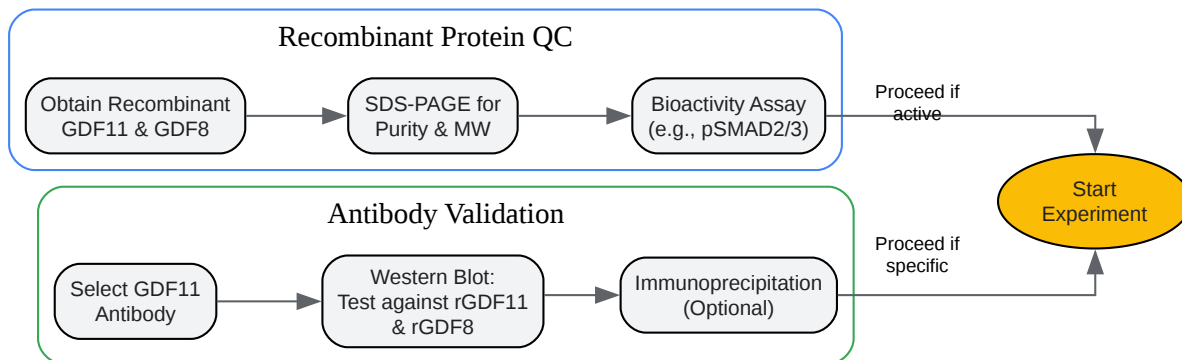 Recombinant Protein QC
Obtain Recombinant
GDF11 & GDF8
SDS-PAGE for
Purity & MW
Bioactivity Assay
(e.g., pSMAD2/3)
Proceed if
active
Start
Experiment
Antibody Validation
Select GDF11
Antibody
Western Blot:
Test against rGDF11
& rGDF8
Immunoprecipitation
(Optional)
Proceed if
specific